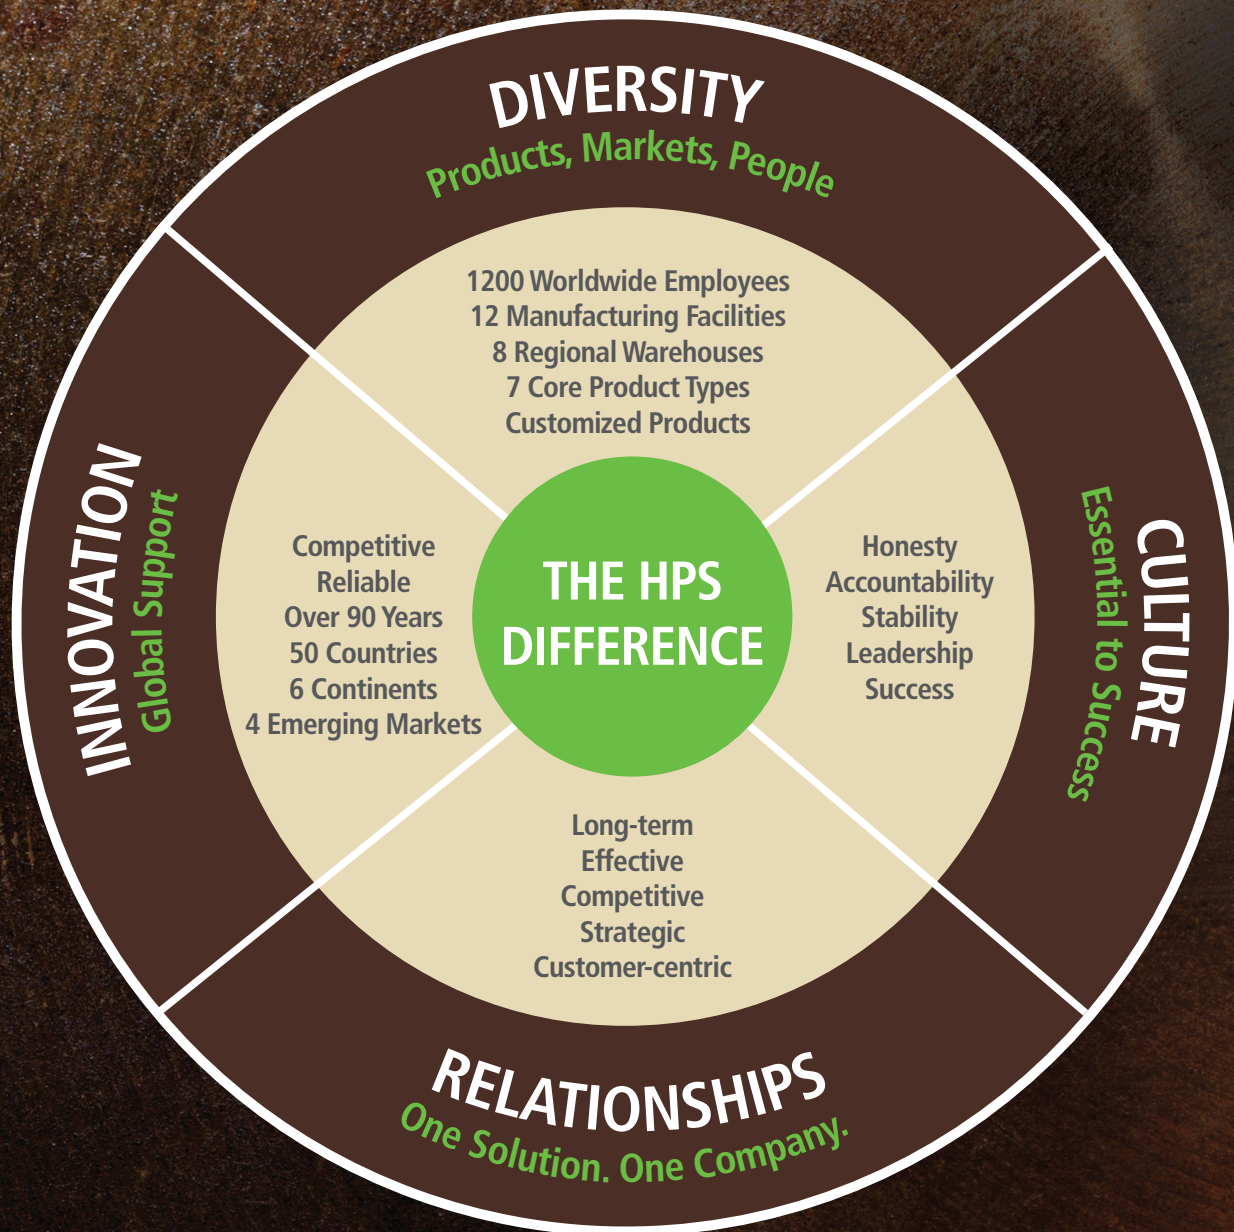 DIVERSITY
Products, Markets, People
1200 Worldwide Employees
12 Manufacturing Facilities
8 Regional Warehouses
7 Core Product Types
Customized Products
INNOVATION
Global Support
Competitive
Reliable
Over 90 Years
50 Countries
6 Continents
4 Emerging Markets
THE HPS
DIFFERENCE
Honesty
Accountability
Stability
Leadership
Success
CULTURE
Essential to Success
Long-term
Effective
Competitive
Strategic
Customer-centric
RELATIONSHIPS
One Solution. One Company.